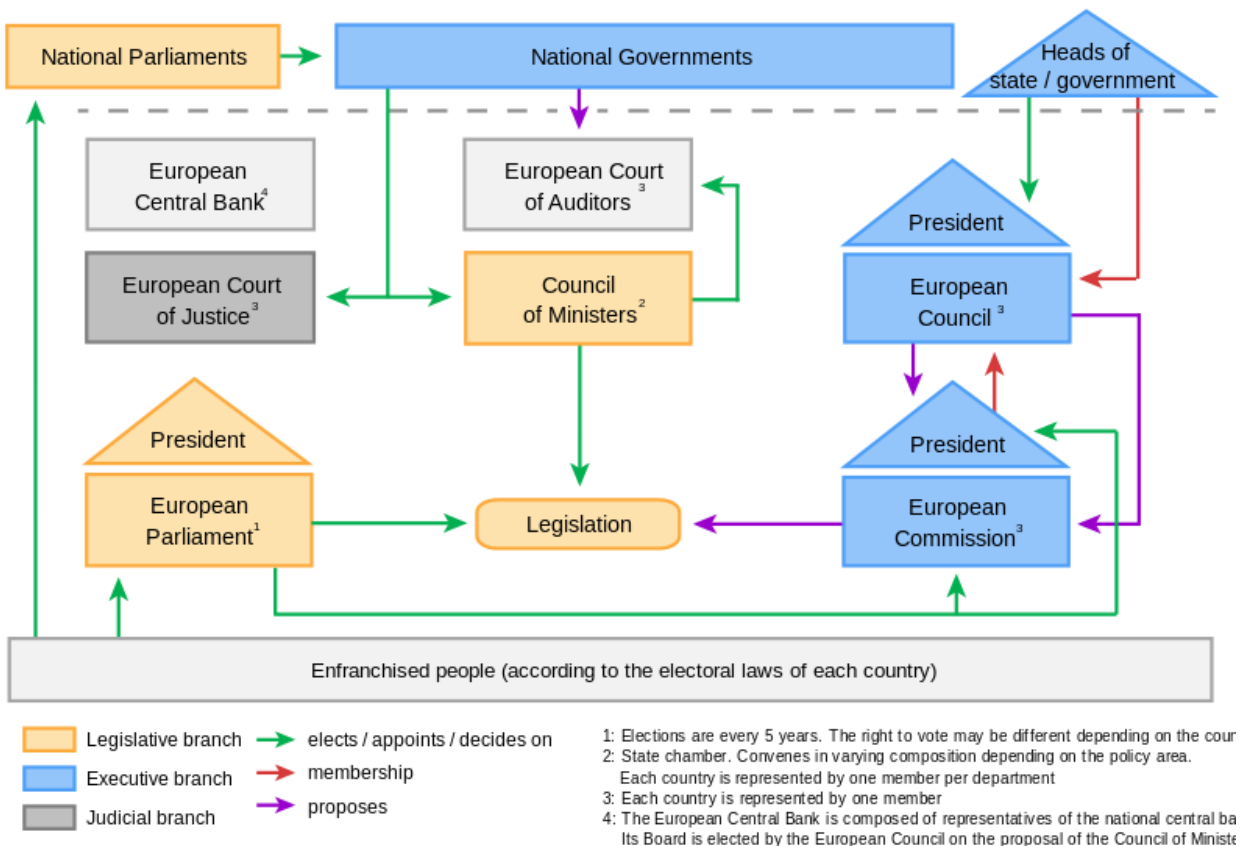 National Parliaments
National Governments
Heads of
state / government
European
Central Bank4
European Court
of Auditors 3
President
European Court
of Justice3
Council
of Ministers2
European
Council 3
President
President
European
Parliament1
Legislation
European
Commission3
Enfranchised people (according to the electoral laws of each country)
Legislative branch
Executive branch
Judicial branch
elects / appoints / decides on
membership
proposes
1: Elections are every 5 years. The right to vote may be different depending on the
2: State chamber. Convenes in varying composition depending on the policy area.
Each country is represented by one member per department
3: Each country is represented by one member
4: The European Central Bank is composed of representatives of the national central
Its Board is elected by the European Council on the proposal of the Council of